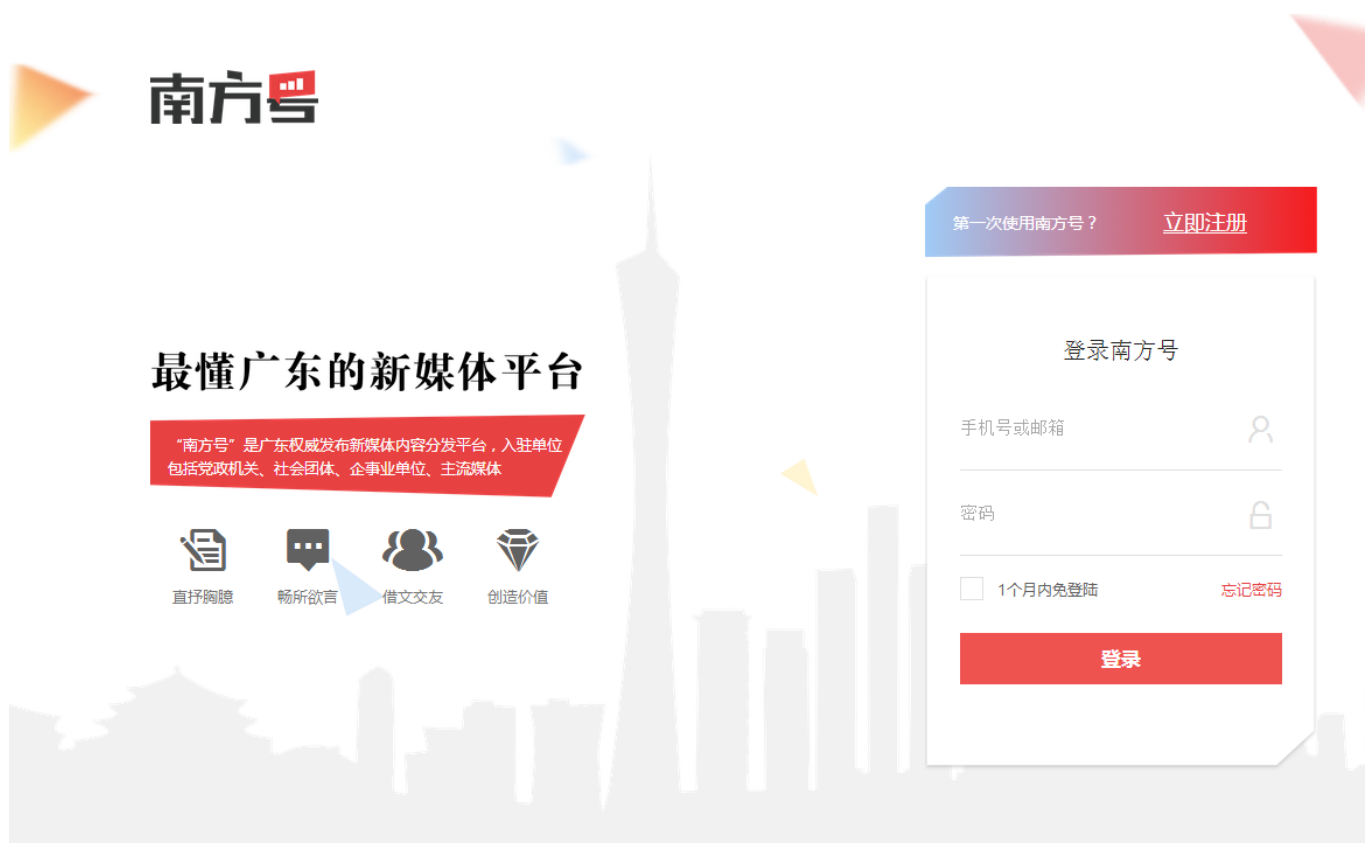 南方号
第一次使用南方号？ 立即注册
登录南方号
手机号或邮箱
密码
1个月内免登陆 忘记密码
登录
最懂广东的新媒体平台
“南方号”是广东权威发布新媒体内容分发平台，入驻单位
包括党政机关、社会团体、企事业单位、主流媒体
直抒胸臆 畅所欲言 借文交友 创造价值